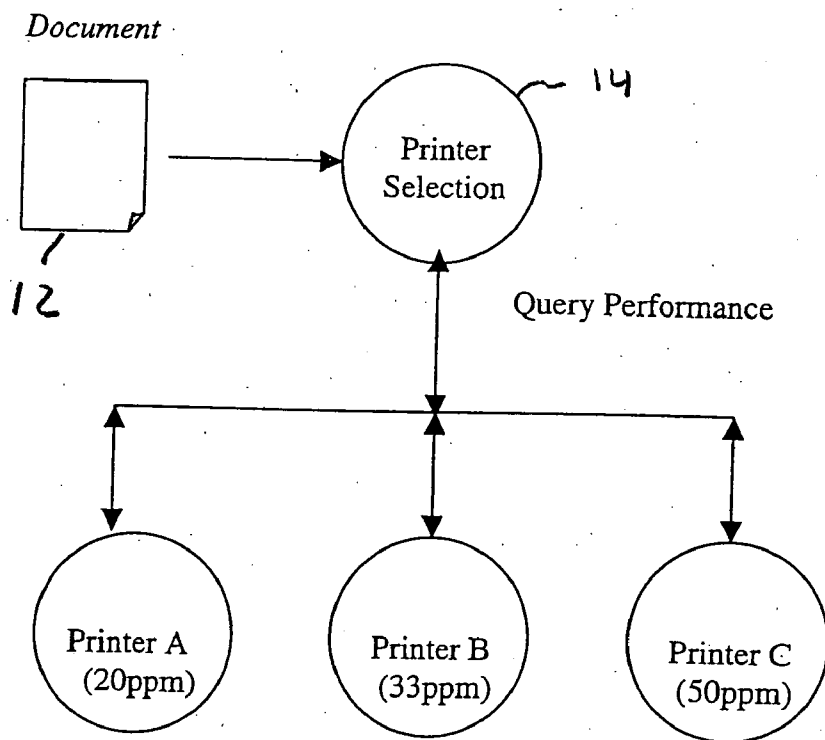 Document
14
Printer
Selection
12
Query Performance
Printer A
(20ppm)
Printer B
(33ppm)
Printer C
(50ppm)